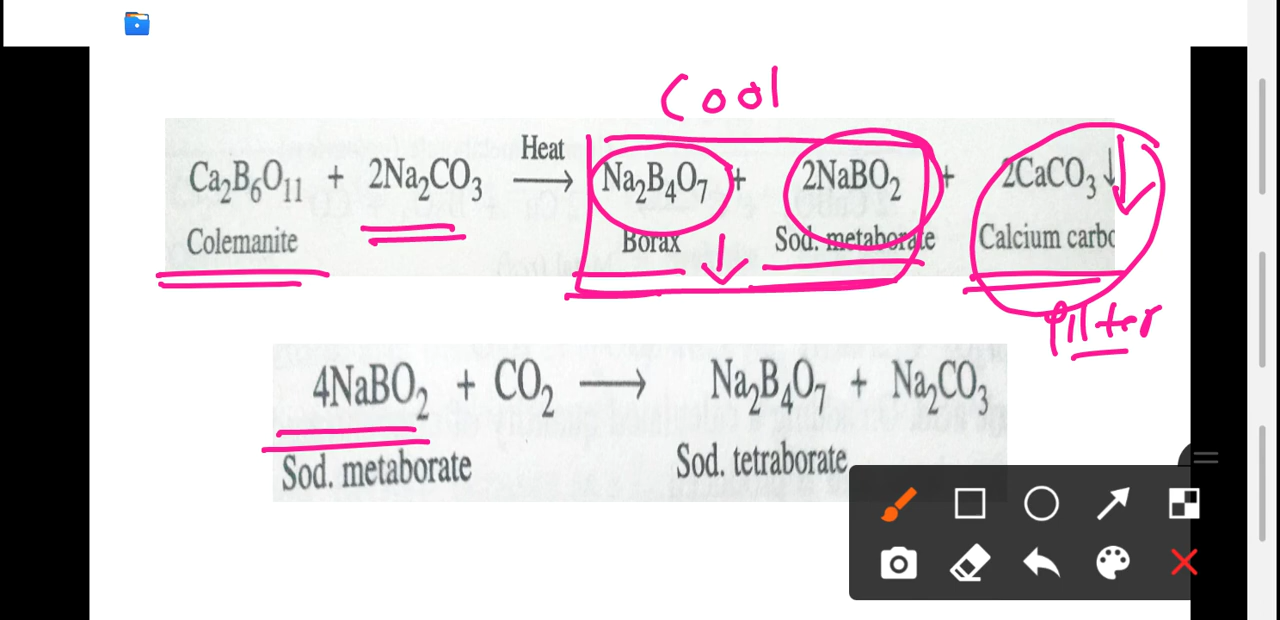 Cool
Ca₂B₆O₁₁ + 2Na₂CO₃ Heat ⟶ Na₂B₄O₇ + 2NaBO₂ + 2CaCO₃↓
Colemanite Borax Sod. metaborate Calcium carbo
filter
4NaBO₂ + CO₂ ⟶ Na₂B₄O₇ + Na₂CO₃
Sod. metaborate Sod. tetraborate